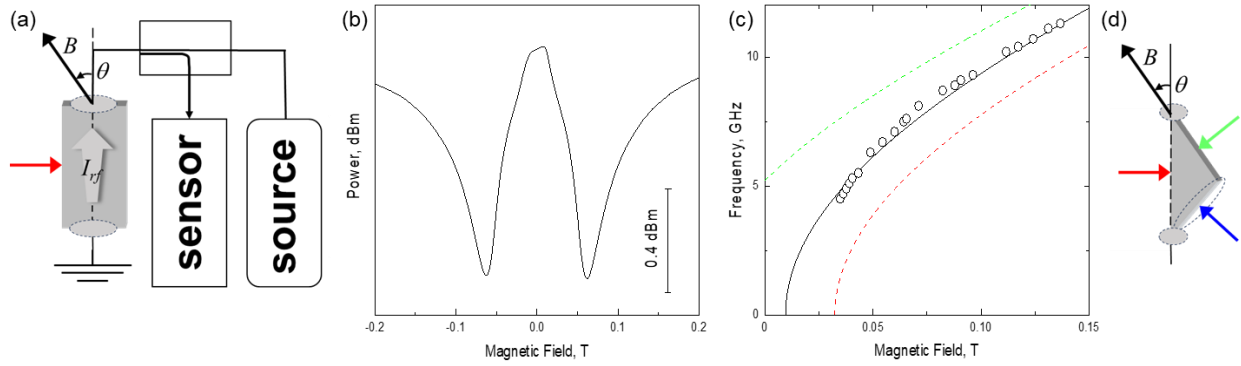 (a)
B
θ
I_rf
sensor
source
(b)
Power, dBm
0.4 dBm
-0.2
-0.1
0.0
0.1
0.2
Magnetic Field, T
(c)
Frequency, GHz
10
5
0
0
0.05
0.10
0.15
Magnetic Field, T
(d)
B
θ